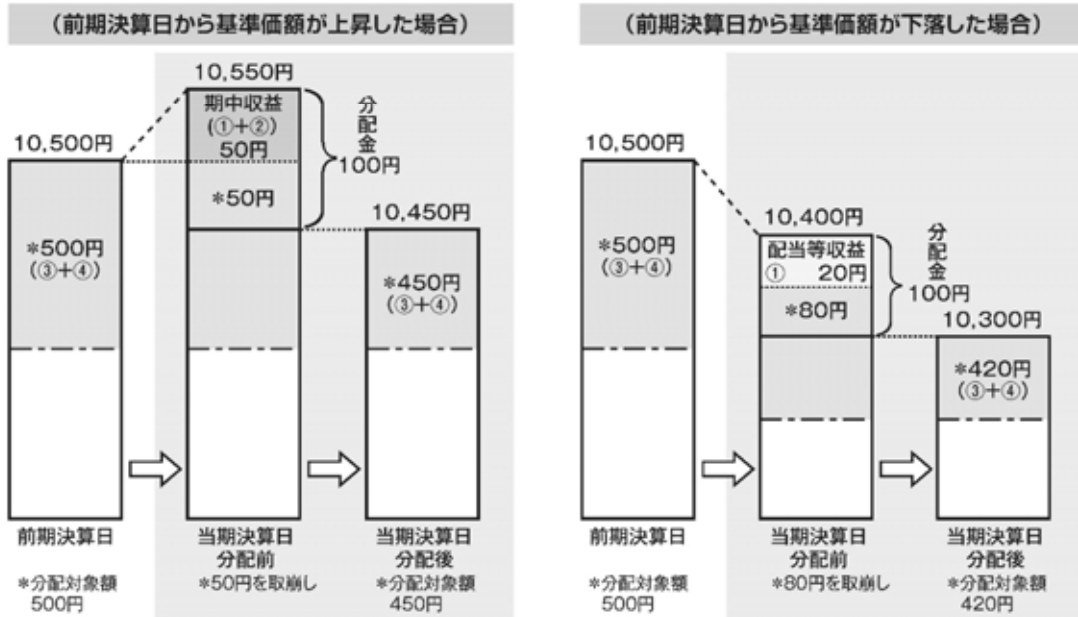 (前期決算日から基準価額が上昇した場合)
10,550円
期中収益
(①+②)
50円
*50円
分配金
100円
10,500円
*500円
(③+④)
10,450円
*450円
(③+④)
前期決算日
当期決算日
分配前
当期決算日
分配後
*分配対象額
500円
*50円を取崩し
*分配対象額
450円
(前期決算日から基準価額が下落した場合)
10,500円
*500円
(③+④)
10,400円
配当等収益
① 20円
*80円
分配金
100円
10,300円
*420円
(③+④)
前期決算日
当期決算日
分配前
当期決算日
分配後
*分配対象額
500円
*80円を取崩し
*分配対象額
420円